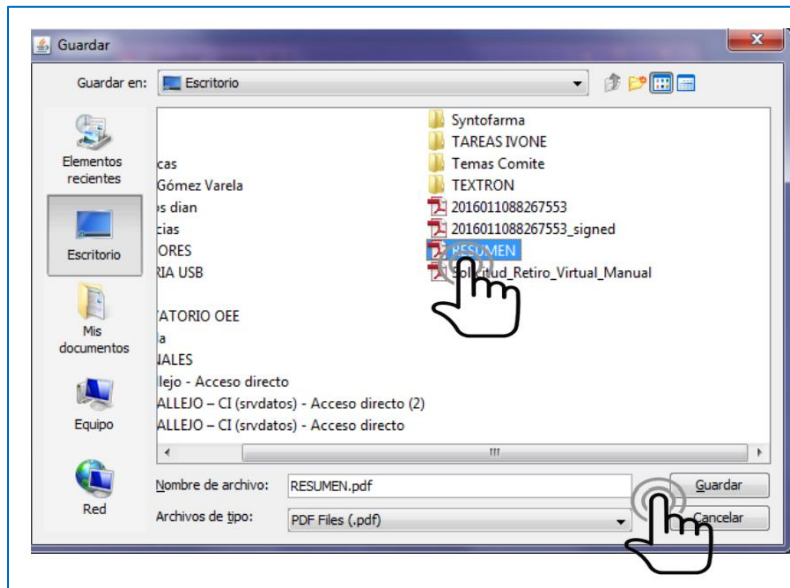 Guardar
Guardar en: Escritorio
Elementos
recientes
Escritorio
Mis
documentos
Equipo
Red
cas
Gómez Varela
os dian
cias
ORES
RIA USB
ATORIO OEE
la
NALES
llejo - Acceso directo
ALLEJO – CI (srvdatos) - Acceso directo (2)
ALLEJO – CI (srvdatos) - Acceso directo
Syntofarma
TAREAS IVONE
Temas Comite
TEXTRON
2016011088267553
2016011088267553_signed
RESUMEN
Solicitud_Retiro_Virtual_Manual
Nombre de archivo: RESUMEN.pdf
Guardar
Archivos de tipo: PDF Files (.pdf)
Cancelar